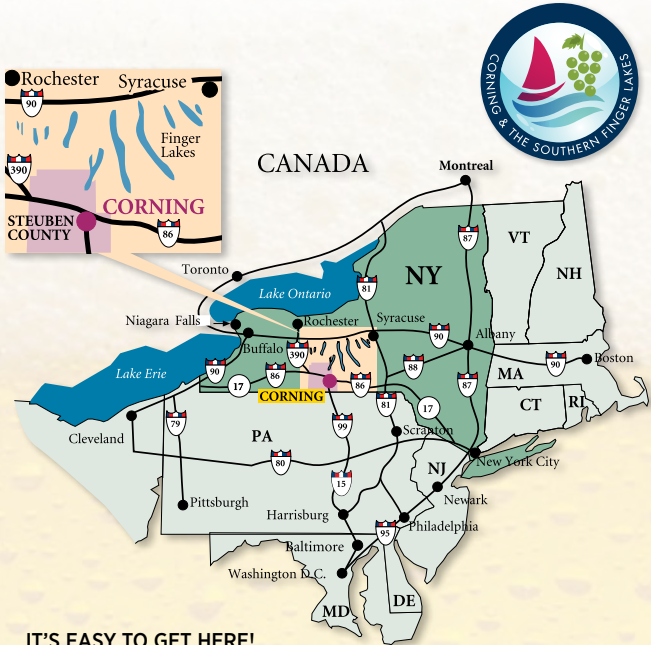 Rochester
Syracuse
90
Finger
Lakes
390
CORNING
STEUBEN
COUNTY
86
CORNING & THE SOUTHERN FINGER LAKES
CANADA
Montreal
87
VT
NH
NY
Toronto
81
Lake Ontario
Niagara Falls
Rochester
Syracuse
90
Albany
Buffalo
390
90
Boston
Lake Erie
90
86
88
MA
17
86
87
CORNING
81
17
CT
RI
79
99
Cleveland
PA
Scranton
80
New York City
NJ
15
Pittsburgh
Newark
Harrisburg
95
Philadelphia
Baltimore
Washington D.C.
MD
DE
IT'S EASY TO GET HERE!